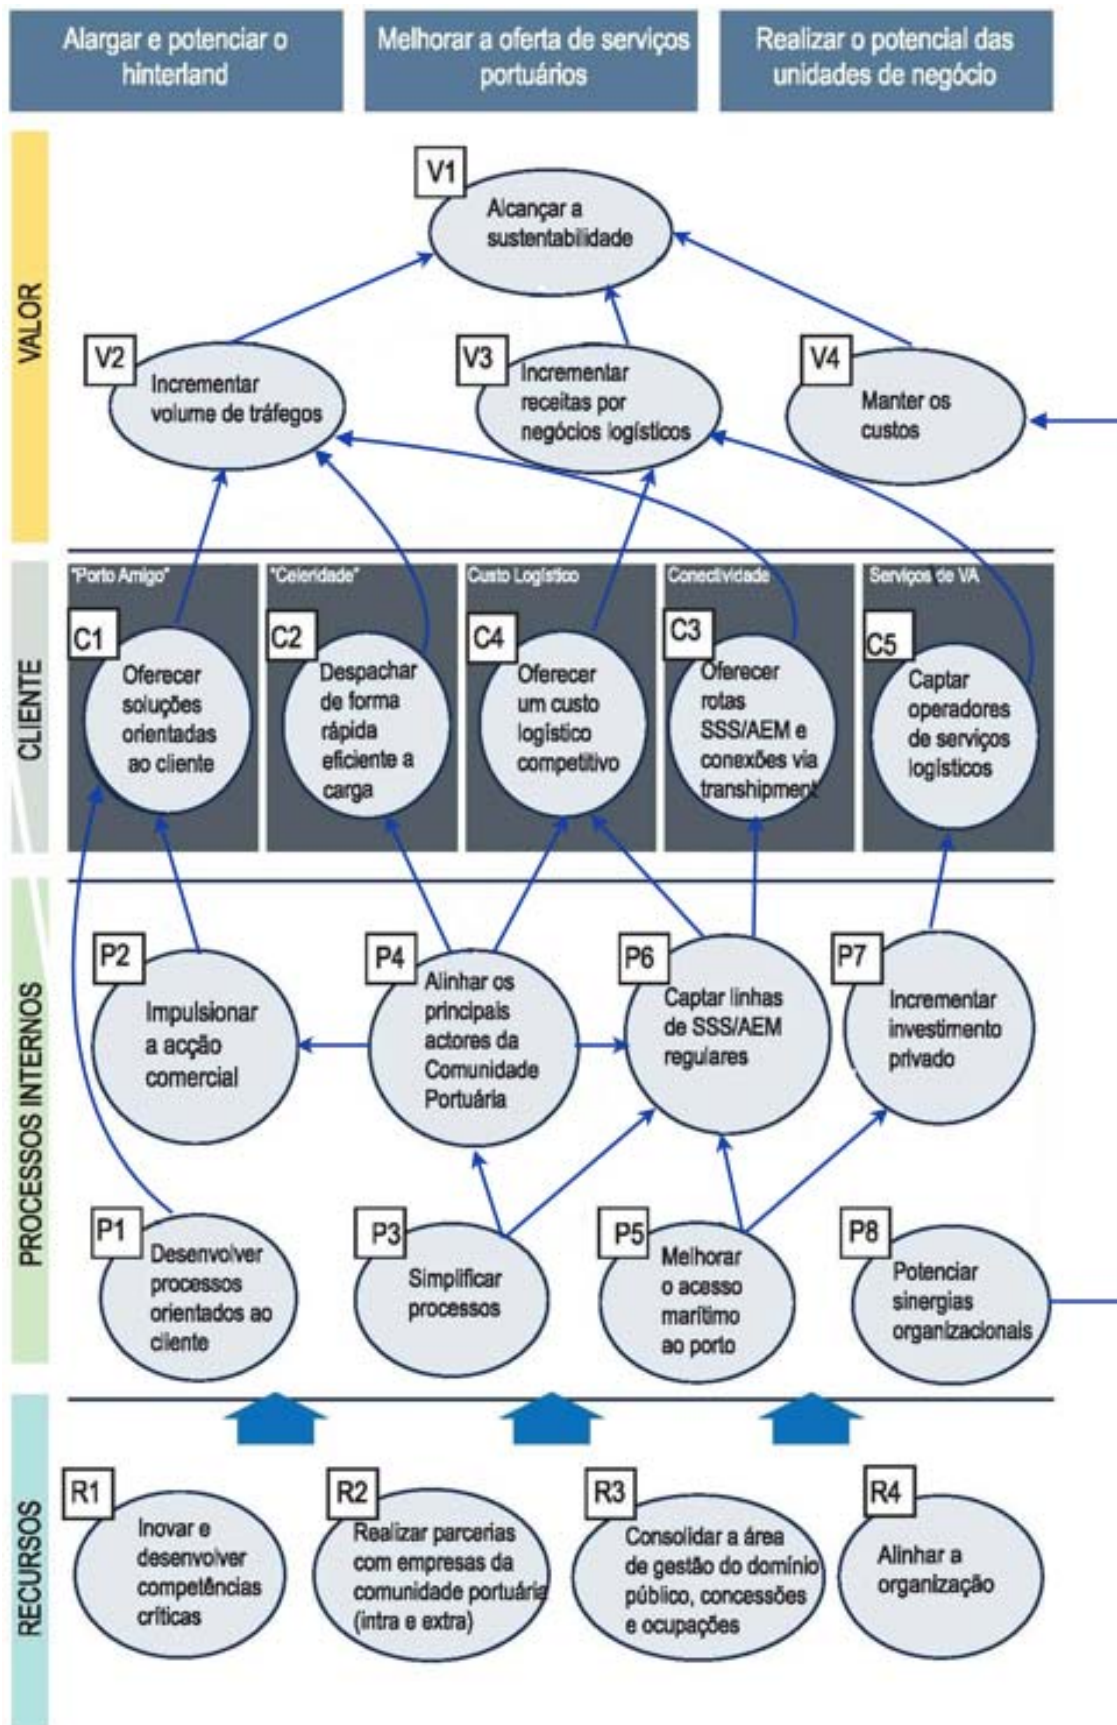 Alargar e potenciar o
hinterland
Melhorar a oferta de serviços
portuários
Realizar o potencial das
unidades de negócio
VALOR
V1
Alcançar a
sustentabilidade
V2
Incrementar
volume de tráfegos
V3
Incrementar
receitas por
negócios logísticos
V4
Manter os
custos
CLIENTE
"Porto Amigo"
C1
Oferecer
soluções
orientadas
ao cliente
"Celeridade"
C2
Despachar
de forma
rápida
eficiente a
carga
Custo Logístico
C4
Oferecer
um custo
logístico
competitivo
Conectividade
C3
Oferecer
rotas
SSS/AEM e
conexões via
transhipment
Serviços de VA
C5
Captar
operadores
de serviços
logísticos
PROCESSOS INTERNOS
P2
Impulsionar
a acção
comercial
P4
Alinhar os
principais
actores da
Comunidade
Portuária
P6
Captar linhas
de SSS/AEM
regulares
P7
Incrementar
investimento
privado
P1
Desenvolver
processos
orientados ao
cliente
P3
Simplificar
processos
P5
Melhorar
o acesso
marítimo
ao porto
P8
Potenciar
sinergias
organizacionais
RECURSOS
R1
Inovar e
desenvolver
competências
críticas
R2
Realizar parcerias
com empresas da
comunidade portuária
(intra e extra)
R3
Consolidar a área
de gestão do domínio
público, concessões
e ocupações
R4
Alinhar a
organização